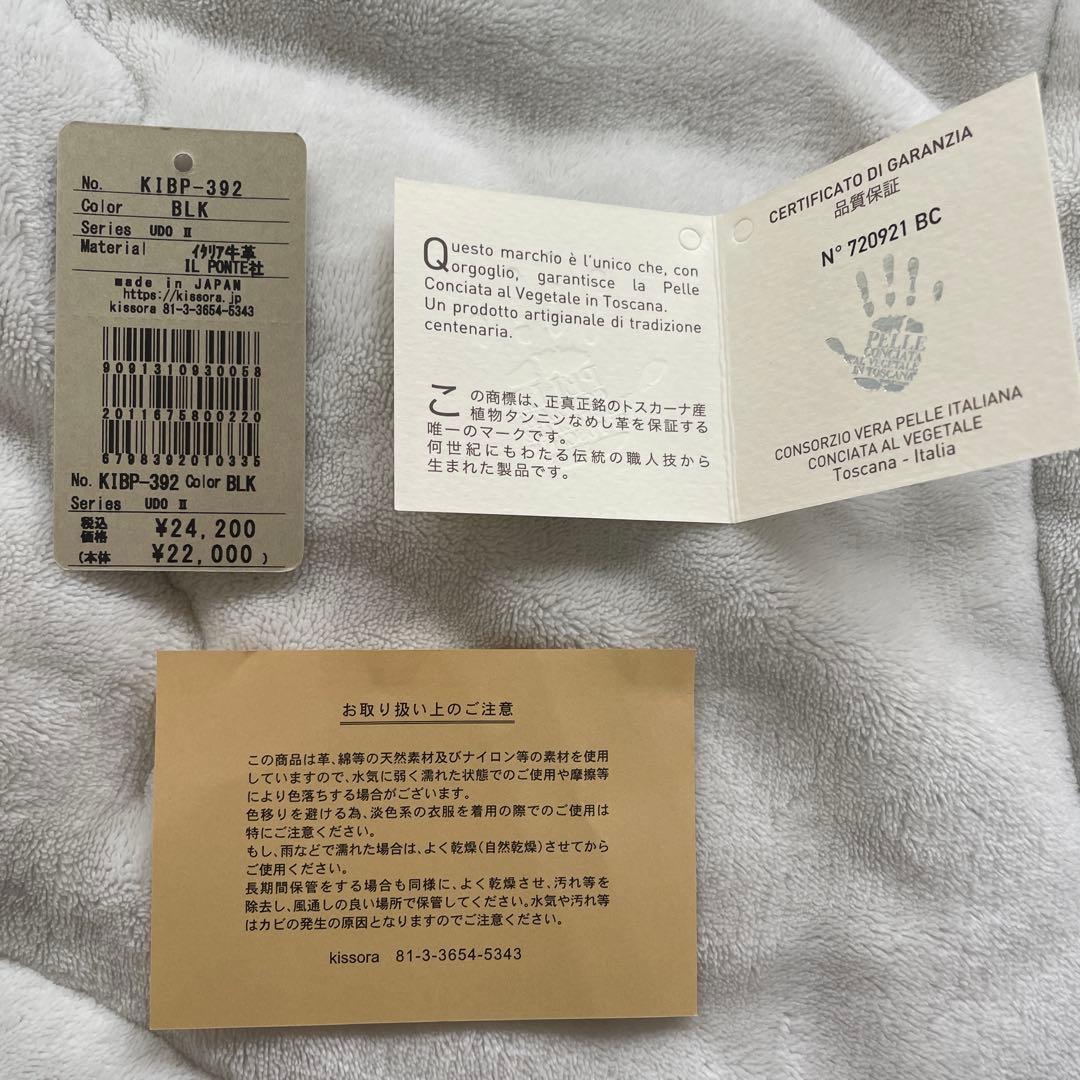 No. KIBP-392
Color BLK
Series UDO Ⅱ
Material イタリア牛革
IL PONTE社
made in JAPAN
https://kissora.jp
kissora 81-3-3654-5343
9091310930058
2011675800220
6798392010335
No. KIBP-392 Color BLK
Series UDO Ⅱ
税込価格 ¥24,200
(本体 ¥22,000)
Questo marchio è l'unico che, con
orgoglio, garantisce la Pelle
Conciata al Vegetale in Toscana.
Un prodotto artigianale di tradizione
centenaria.
この商標は、正真正銘のトスカーナ産
植物タンニンなめし革を保証する
唯一のマークです。
何世紀にもわたる伝統の職人技から
生まれた製品です。
CERTIFICATO DI GARANZIA
品質保証
N° 720921 BC
PELLE
CONCIATA
AL VEGETALE
IN TOSCANA
CONSORZIO VERA PELLE ITALIANA
CONCIATA AL VEGETALE
Toscana - Italia
お取り扱い上のご注意
この商品は革、綿等の天然素材及びナイロン等の素材を使用
していますので、水気に弱く濡れた状態でのご使用や摩擦等
により色落ちする場合がございます。
色移りを避ける為、淡色系の衣服を着用の際でのご使用は
特にご注意ください。
もし、雨などで濡れた場合は、よく乾燥(自然乾燥)させてから
ご使用ください。
長期間保管をする場合も同様に、よく乾燥させ、汚れ等を
除去し、風通しの良い場所で保管してください。水気や汚れ等
はカビの発生の原因となりますのでご注意ください。
kissora 81-3-3654-5343